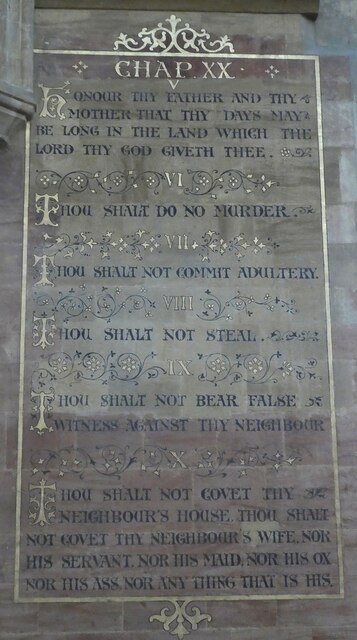 CHAP. XX
V
HONOUR THY FATHER AND THY
MOTHER THAT THY DAYS MAY
BE LONG IN THE LAND WHICH THE
LORD THY GOD GIVETH THEE.
VI
THOU SHALT DO NO MURDER.
VII
THOU SHALT NOT COMMIT ADULTERY.
VIII
THOU SHALT NOT STEAL.
IX
THOU SHALT NOT BEAR FALSE
WITNESS AGAINST THY NEIGHBOUR
X
THOU SHALT NOT COVET THY
NEIGHBOUR'S HOUSE. THOU SHALT
NOT COVET THY NEIGHBOUR'S WIFE, NOR
HIS SERVANT, NOR HIS MAID, NOR HIS OX
NOR HIS ASS, NOR ANY THING THAT IS HIS.